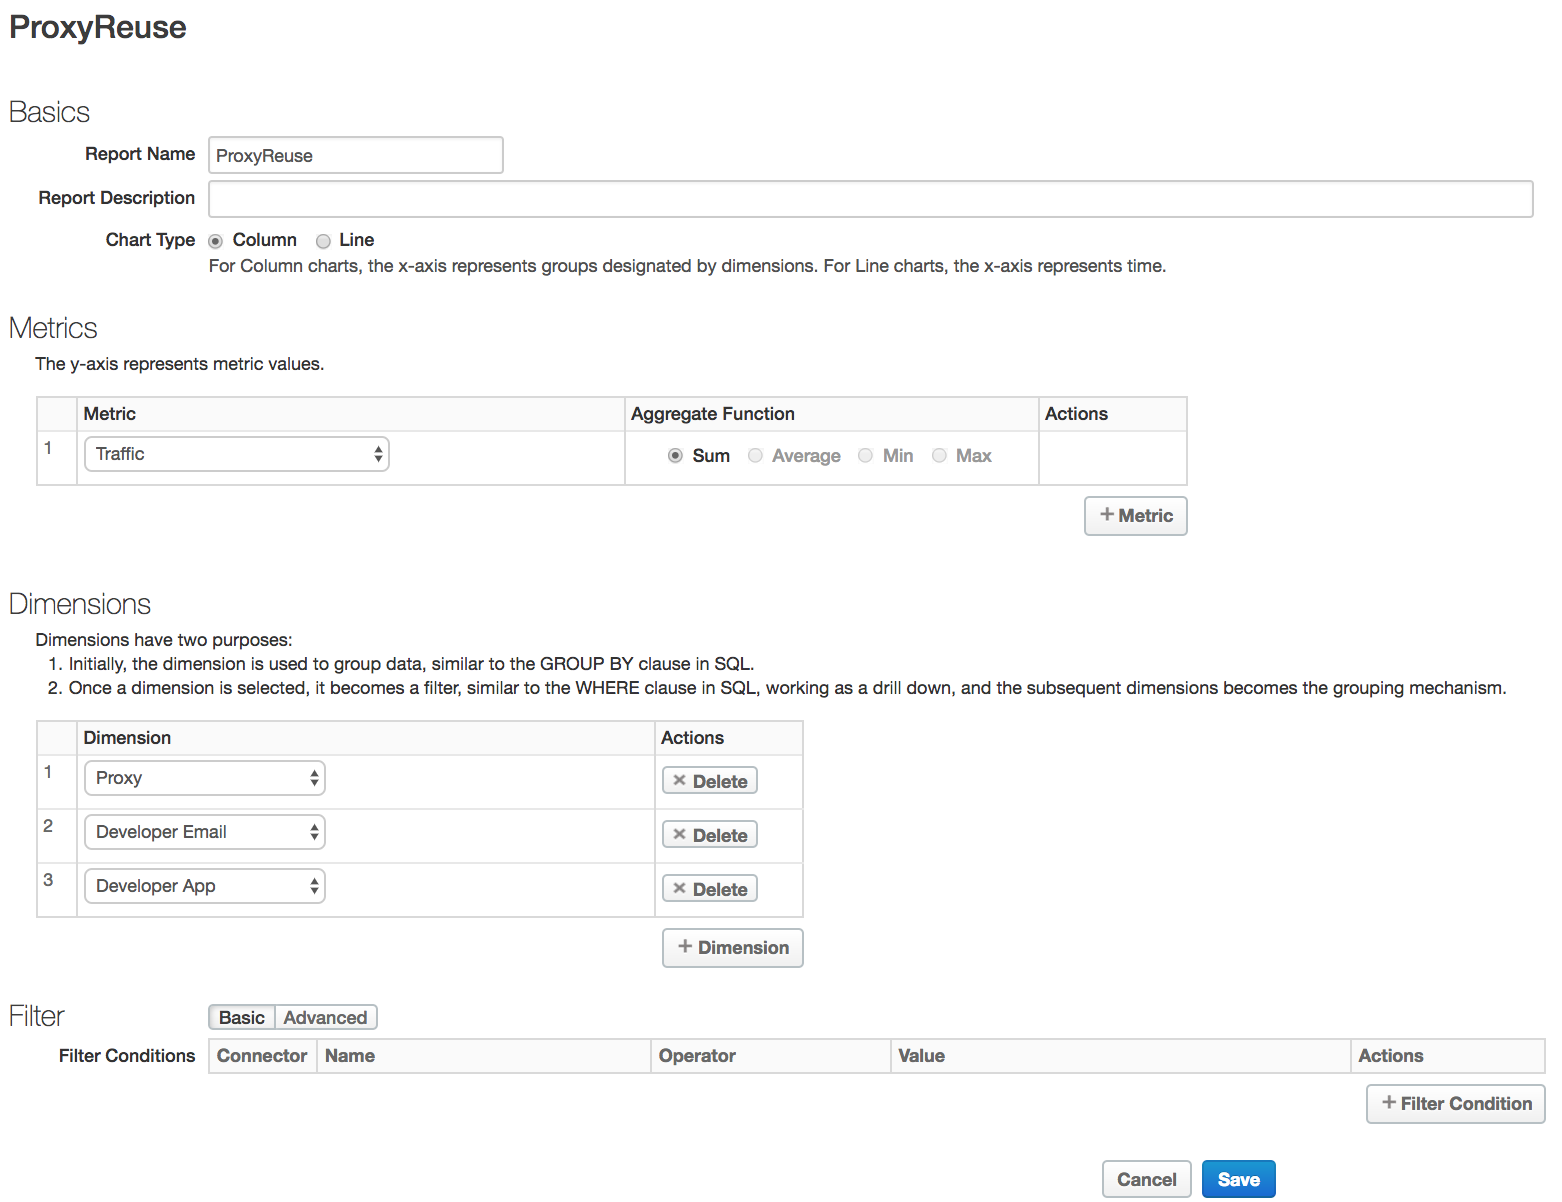 ProxyReuse
Basics
Report Name ProxyReuse
Report Description
Chart Type Column Line
For Column charts, the x-axis represents groups designated by dimensions. For Line charts, the x-axis represents time.
Metrics
The y-axis represents metric values.
Metric Aggregate Function Actions
1 Traffic Sum Average Min Max
+ Metric
Dimensions
Dimensions have two purposes:
1. Initially, the dimension is used to group data, similar to the GROUP BY clause in SQL.
2. Once a dimension is selected, it becomes a filter, similar to the WHERE clause in SQL, working as a drill down, and the subsequent dimensions becomes the grouping mechanism.
Dimension Actions
1 Proxy × Delete
2 Developer Email × Delete
3 Developer App × Delete
+ Dimension
Filter Basic Advanced
Filter Conditions Connector Name Operator Value Actions
+ Filter Condition
Cancel Save